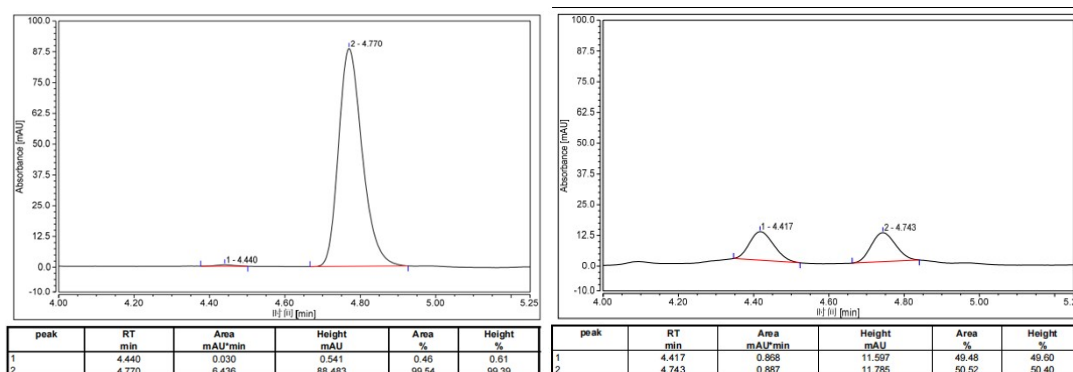 100.0
87.5
75.0
62.5
50.0
37.5
25.0
12.5
0.0
-10.0
Absorbance [mAU]
2 - 4.770
1 - 4.440
4.00 4.20 4.40 4.60 4.80 5.00 5.25
时间 [min]
peak RT Area Height Area Height
min mAU*min mAU % %
1 4.440 0.030 0.541 0.46 0.61
2 4.770 6.436 88.483 99.54 99.39
100.0
87.5
75.0
62.5
50.0
37.5
25.0
12.5
0.0
-10.0
Absorbance [mAU]
1 - 4.417
2 - 4.743
4.00 4.20 4.40 4.60 4.80 5.00
时间 [min]
peak RT Area Height Area Height
min mAU*min mAU % %
1 4.417 0.868 11.597 49.48 49.60
2 4.743 0.887 11.785 50.52 50.40